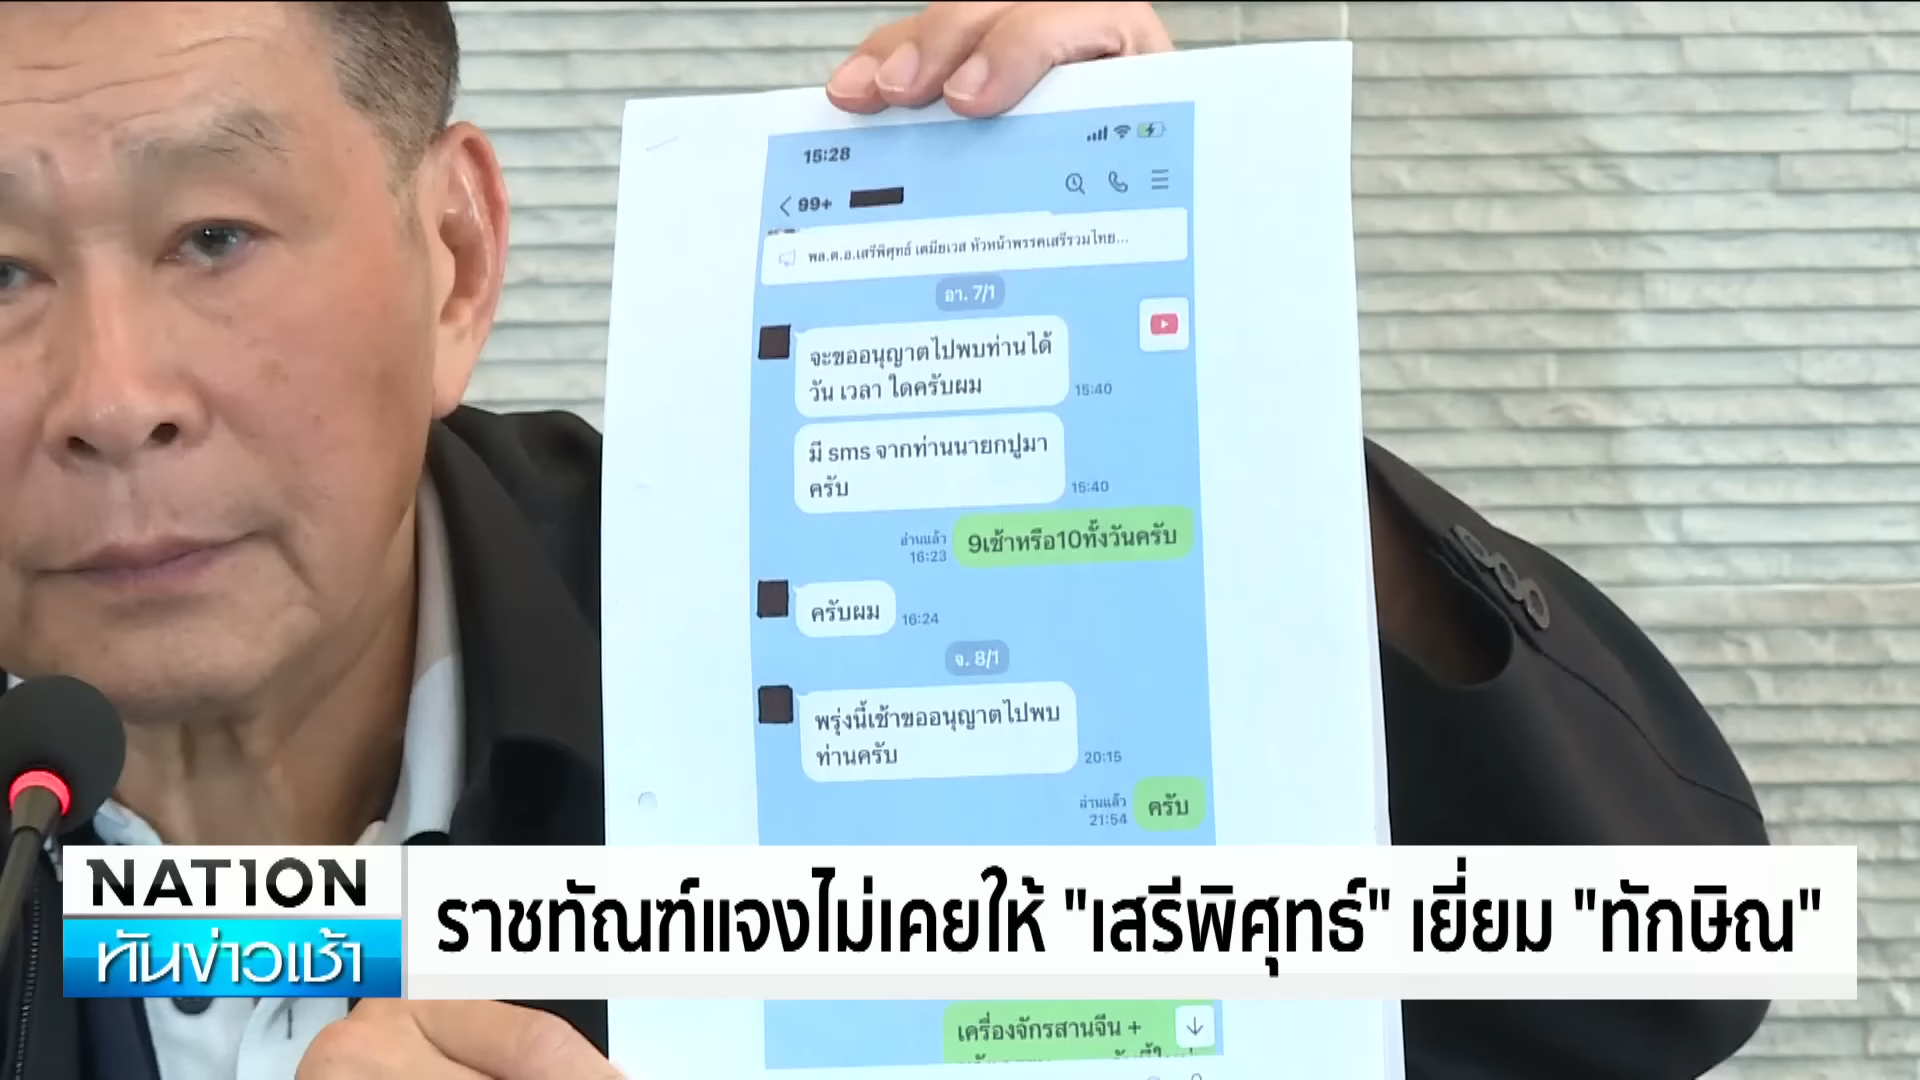 15:28
99+
พล.ต.อ.เสรีพิศุทธ์ เตมียเวส หัวหน้าพรรคเสรีรวมไทย...
อา. 7/1
จะขออนุญาตไปพบท่านได้
วัน เวลา ใดครับผม
15:40
มี sms จากท่านนายกปูมา
ครับ
15:40
อ่านแล้ว
16:23
9เช้าหรือ10ทั้งวันครับ
ครับผม
16:24
จ. 8/1
พรุ่งนี้เช้าขออนุญาตไปพบ
ท่านครับ
20:15
อ่านแล้ว
21:54
ครับ
NATION
ทันข่าวเช้า
ราชทัณฑ์แจงไม่เคยให้ "เสรีพิศุทธ์" เยี่ยม "ทักษิณ"
เครื่องจักรสานจีน +